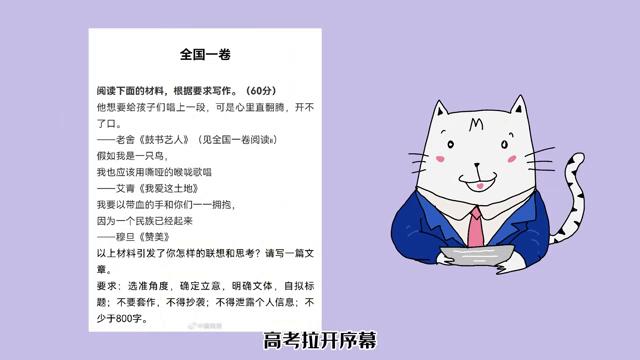 全国一卷
阅读下面的材料，根据要求写作。（60分）
他想要给孩子们唱上一段，可是心里直翻腾，开不
了口。
——老舍《鼓书艺人》（见全国一卷阅读Ⅱ）
假如我是一只鸟，
我也应该用嘶哑的喉咙歌唱
——艾青《我爱这土地》
我要以带血的手和你们一一拥抱，
因为一个民族已经起来
——穆旦《赞美》
以上材料引发了你怎样的联想和思考？请写一篇文
章。
要求：选准角度，确定立意，明确文体，自拟标
题；不要套作，不得抄袭；不得泄露个人信息；不
少于800字。
高考拉开序幕